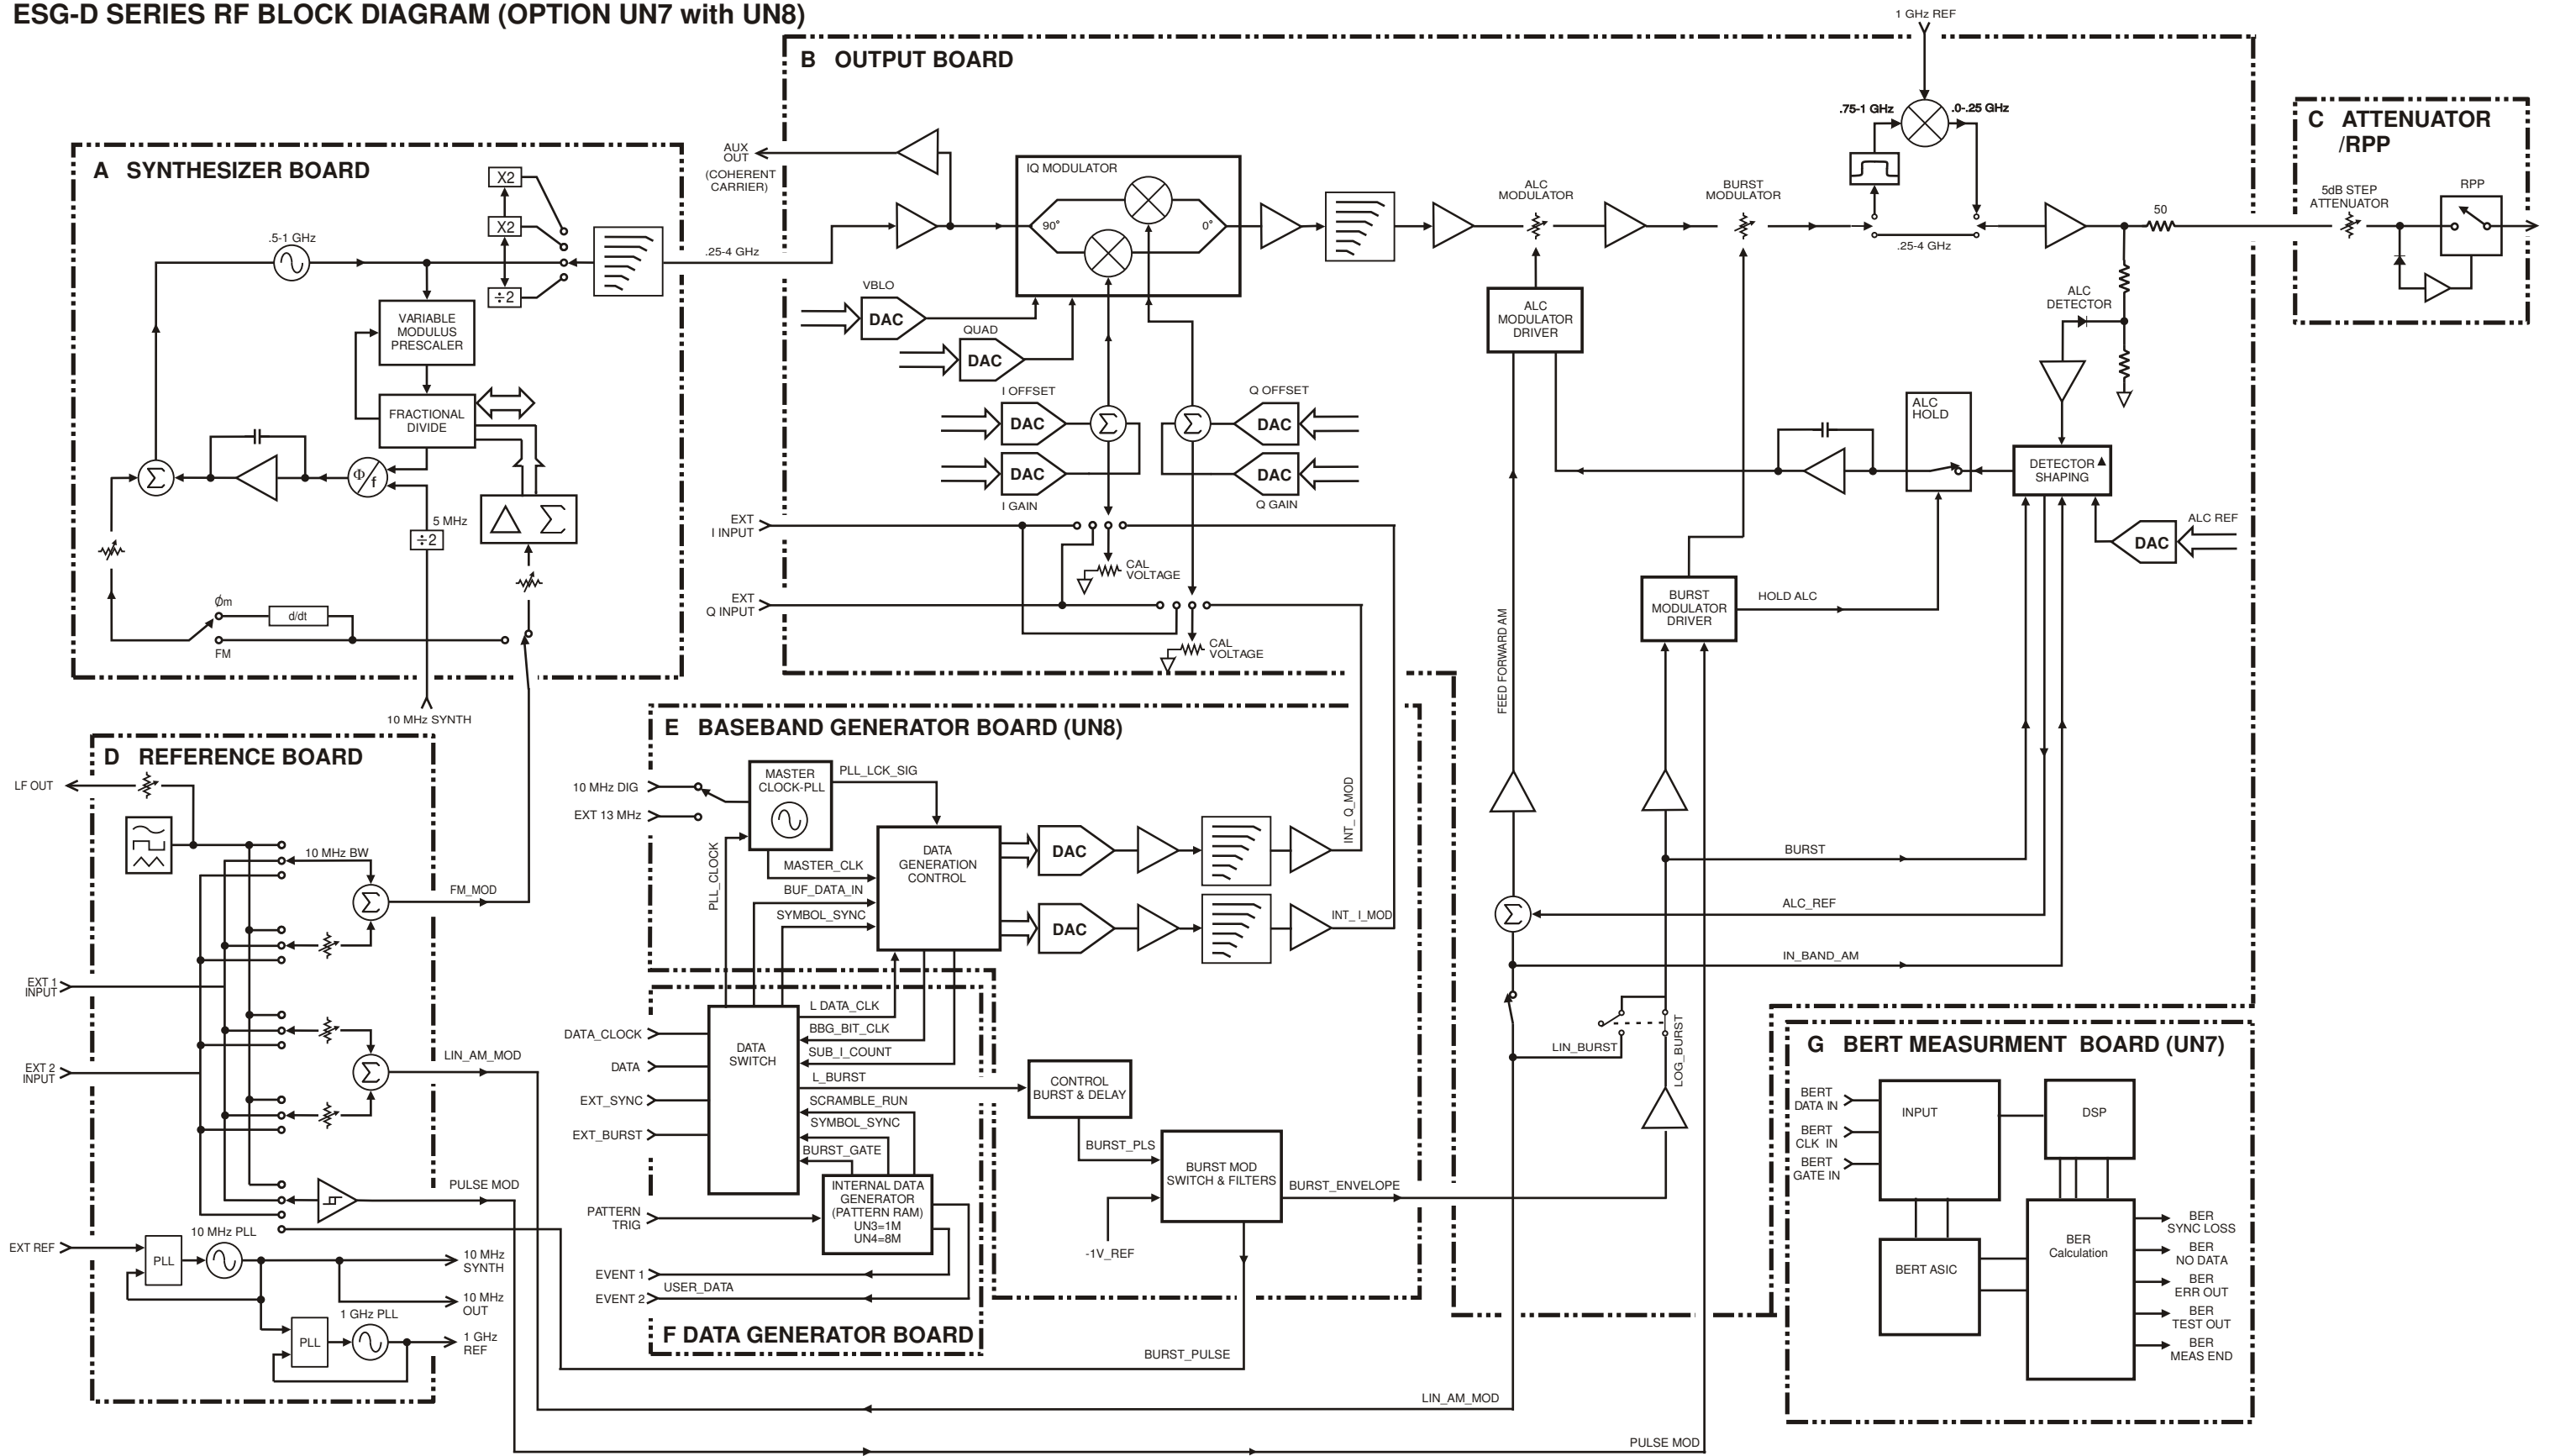 ESG-D SERIES RF BLOCK DIAGRAM (OPTION UN7 with UN8)
1 GHz REF
B OUTPUT BOARD
.75-1 GHz
.0-.25 GHz
.25-4 GHz
C ATTENUATOR
/RPP
5dB STEP
ATTENUATOR
RPP
50
A SYNTHESIZER BOARD
X2
X2
÷2
.5-1 GHz
VARIABLE
MODULUS
PRESCALER
FRACTIONAL
DIVIDE
Σ
Φ/f
5 MHz
÷2
△ Σ
Øm
d/dt
FM
10 MHz SYNTH
AUX
OUT
(COHERENT
CARRIER)
.25-4 GHz
IQ MODULATOR
90°
0°
VBLO
DAC
QUAD
DAC
I OFFSET
DAC
Σ
DAC
I GAIN
Q OFFSET
Σ
DAC
DAC
Q GAIN
EXT
I INPUT
CAL
VOLTAGE
EXT
Q INPUT
CAL
VOLTAGE
ALC
MODULATOR
BURST
MODULATOR
ALC
MODULATOR
DRIVER
ALC
DETECTOR
ALC
HOLD
DETECTOR
SHAPING
ALC REF
DAC
BURST
MODULATOR
DRIVER
HOLD ALC
FEED FORWARD AM
BURST
ALC_REF
Σ
IN_BAND_AM
LIN_BURST
LOG_BURST
D REFERENCE BOARD
LF OUT
10 MHz BW
Σ
FM_MOD
EXT 1
INPUT
EXT 2
INPUT
Σ
LIN_AM_MOD
PULSE MOD
EXT REF
10 MHz PLL
PLL
10 MHz
SYNTH
10 MHz
OUT
1 GHz PLL
PLL
1 GHz
REF
E BASEBAND GENERATOR BOARD (UN8)
10 MHz DIG
EXT 13 MHz
MASTER
CLOCK-PLL
PLL_LCK_SIG
PLL_CLOCK
MASTER_CLK
BUF_DATA_IN
SYMBOL_SYNC
DATA
GENERATION
CONTROL
DAC
INT_ Q_MOD
DAC
INT_ I_MOD
DATA_CLOCK
DATA
EXT_SYNC
EXT_BURST
DATA
SWITCH
L DATA_CLK
BBG_BIT_CLK
SUB_I_COUNT
L_BURST
SCRAMBLE_RUN
SYMBOL_SYNC
BURST_GATE
INTERNAL DATA
GENERATOR
(PATTERN RAM)
UN3=1M
UN4=8M
PATTERN
TRIG
EVENT 1
USER_DATA
EVENT 2
F DATA GENERATOR BOARD
CONTROL
BURST & DELAY
BURST_PLS
BURST MOD
SWITCH & FILTERS
-1V_REF
BURST_ENVELOPE
BURST_PULSE
LIN_AM_MOD
PULSE MOD
G BERT MEASURMENT BOARD (UN7)
BERT
DATA IN
BERT
CLK IN
BERT
GATE IN
INPUT
DSP
BERT ASIC
BER
Calculation
BER
SYNC LOSS
BER
NO DATA
BER
ERR OUT
BER
TEST OUT
BER
MEAS END